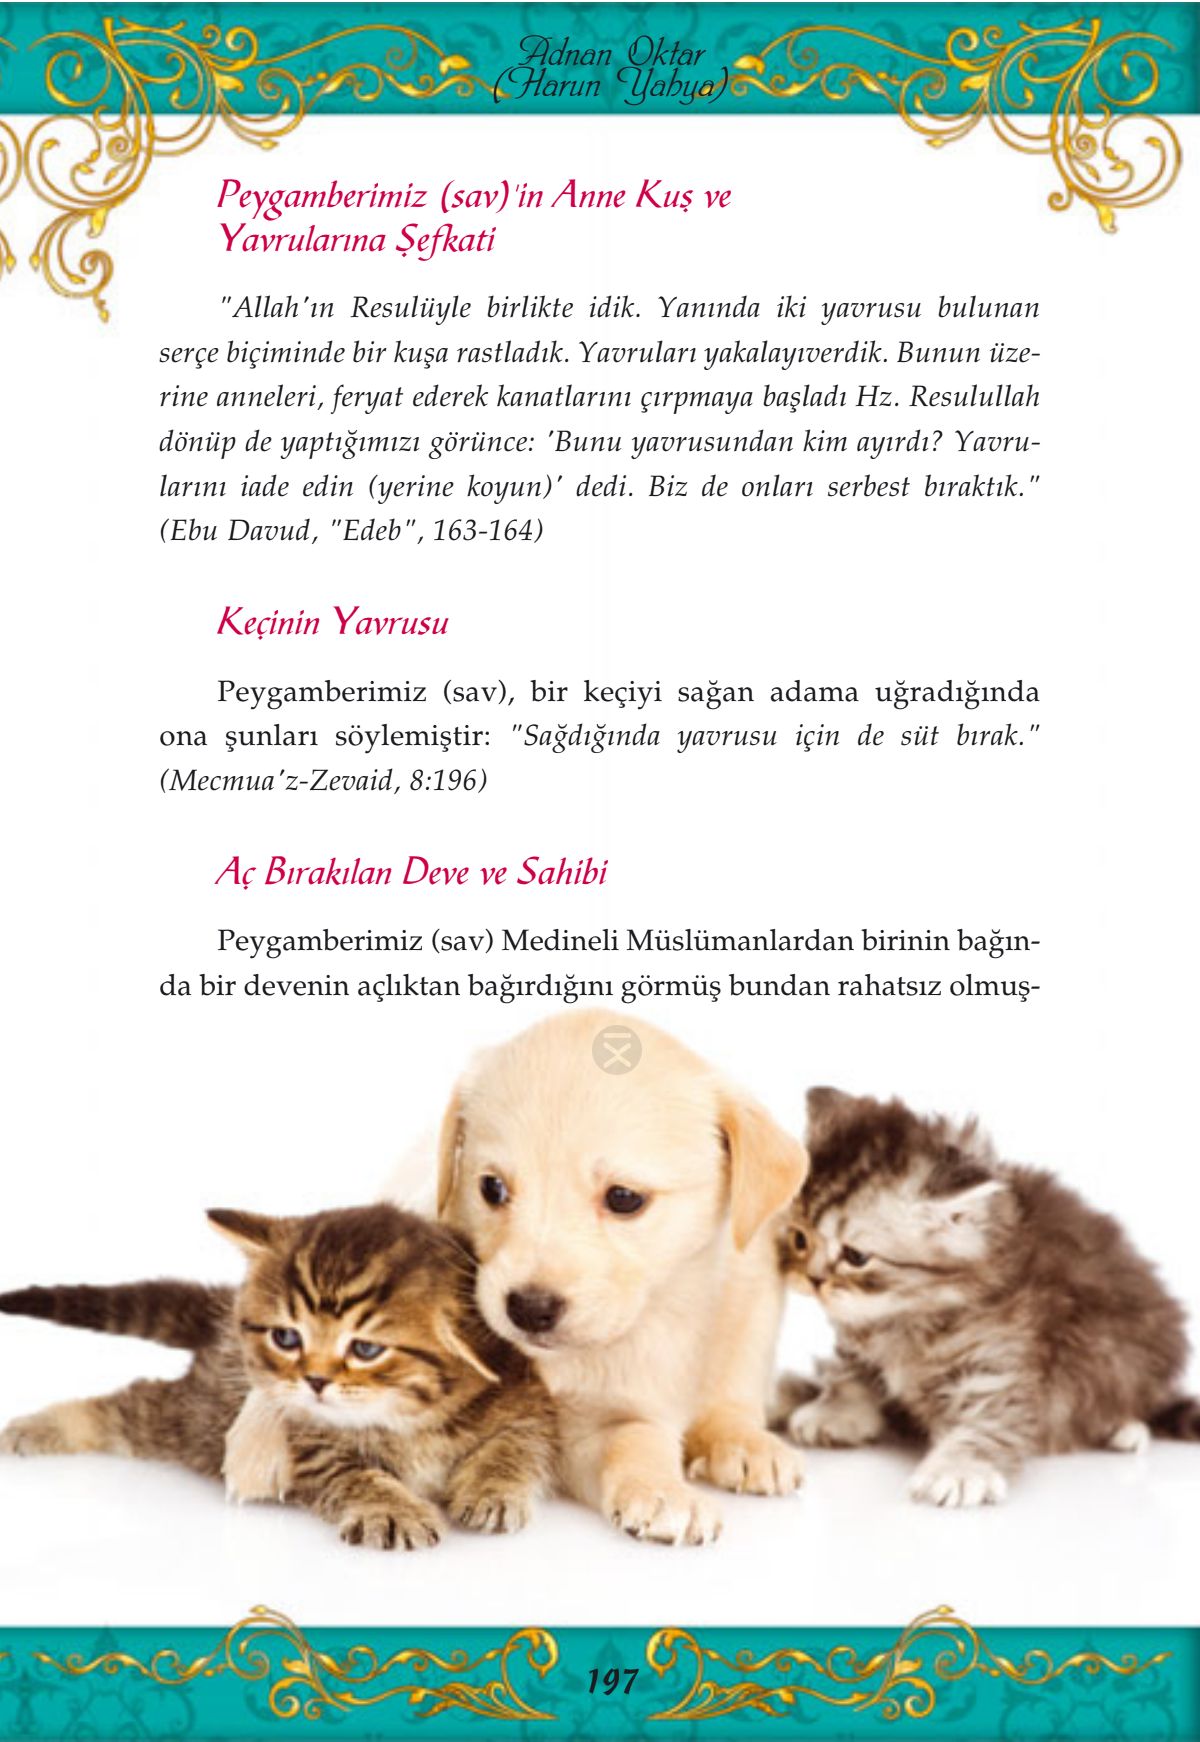 Adnan Oktar
(Harun Yahya)
Peygamberimiz (sav)'in Anne Kuş ve
Yavrularına Şefkati
"Allah'ın Resulüyle birlikte idik. Yanında iki yavrusu bulunan
serçe biçiminde bir kuşa rastladık. Yavruları yakalayıverdik. Bunun üze-
rine anneleri, feryat ederek kanatlarını çırpmaya başladı Hz. Resulullah
dönüp de yaptığımızı görünce: 'Bunu yavrusundan kim ayırdı? Yavru-
larını iade edin (yerine koyun)' dedi. Biz de onları serbest bıraktık."
(Ebu Davud, "Edeb", 163-164)
Keçinin Yavrusu
Peygamberimiz (sav), bir keçiyi sağan adama uğradığında
ona şunları söylemiştir: "Sağdığında yavrusu için de süt bırak."
(Mecmua'z-Zevaid, 8:196)
Aç Bırakılan Deve ve Sahibi
Peygamberimiz (sav) Medineli Müslümanlardan birinin bağın-
da bir devenin açlıktan bağırdığını görmüş bundan rahatsız olmuş-
197